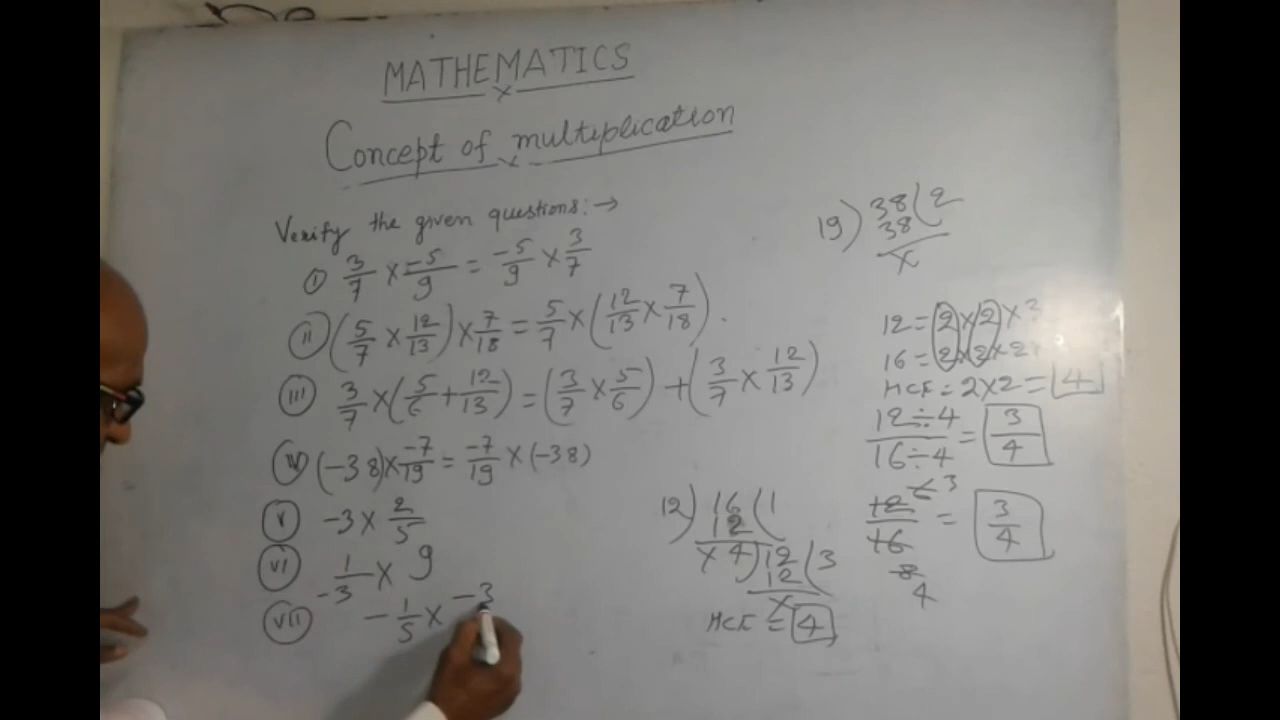 MATHEMATICS
Concept of multiplication
Verify the given questions:→
(i) 3/7 × -5/9 = -5/9 × 3/7
(ii) (5/7 × 12/13) × 7/18 = 5/7 × (12/13 × 7/18).
(iii) 3/7 × (5/6 + 12/13) = (3/7 × 5/6) + (3/7 × 12/13)
(iv) (-38) × -7/19 = -7/19 × (-38)
(v) -3 × 2/5
(vi) 1/-3 × 9
(vii) -1/5 × -3
19) 38 (2
38
×
12 = 2×2×3
16 = 2×2×2×
HCF = 2×2 = 4
12÷4/16÷4 = 3/4
12/16 = 3/4
6 3
8
4
12) 16 (1
12
× 4) 12 (3
12
×
HCF = 4